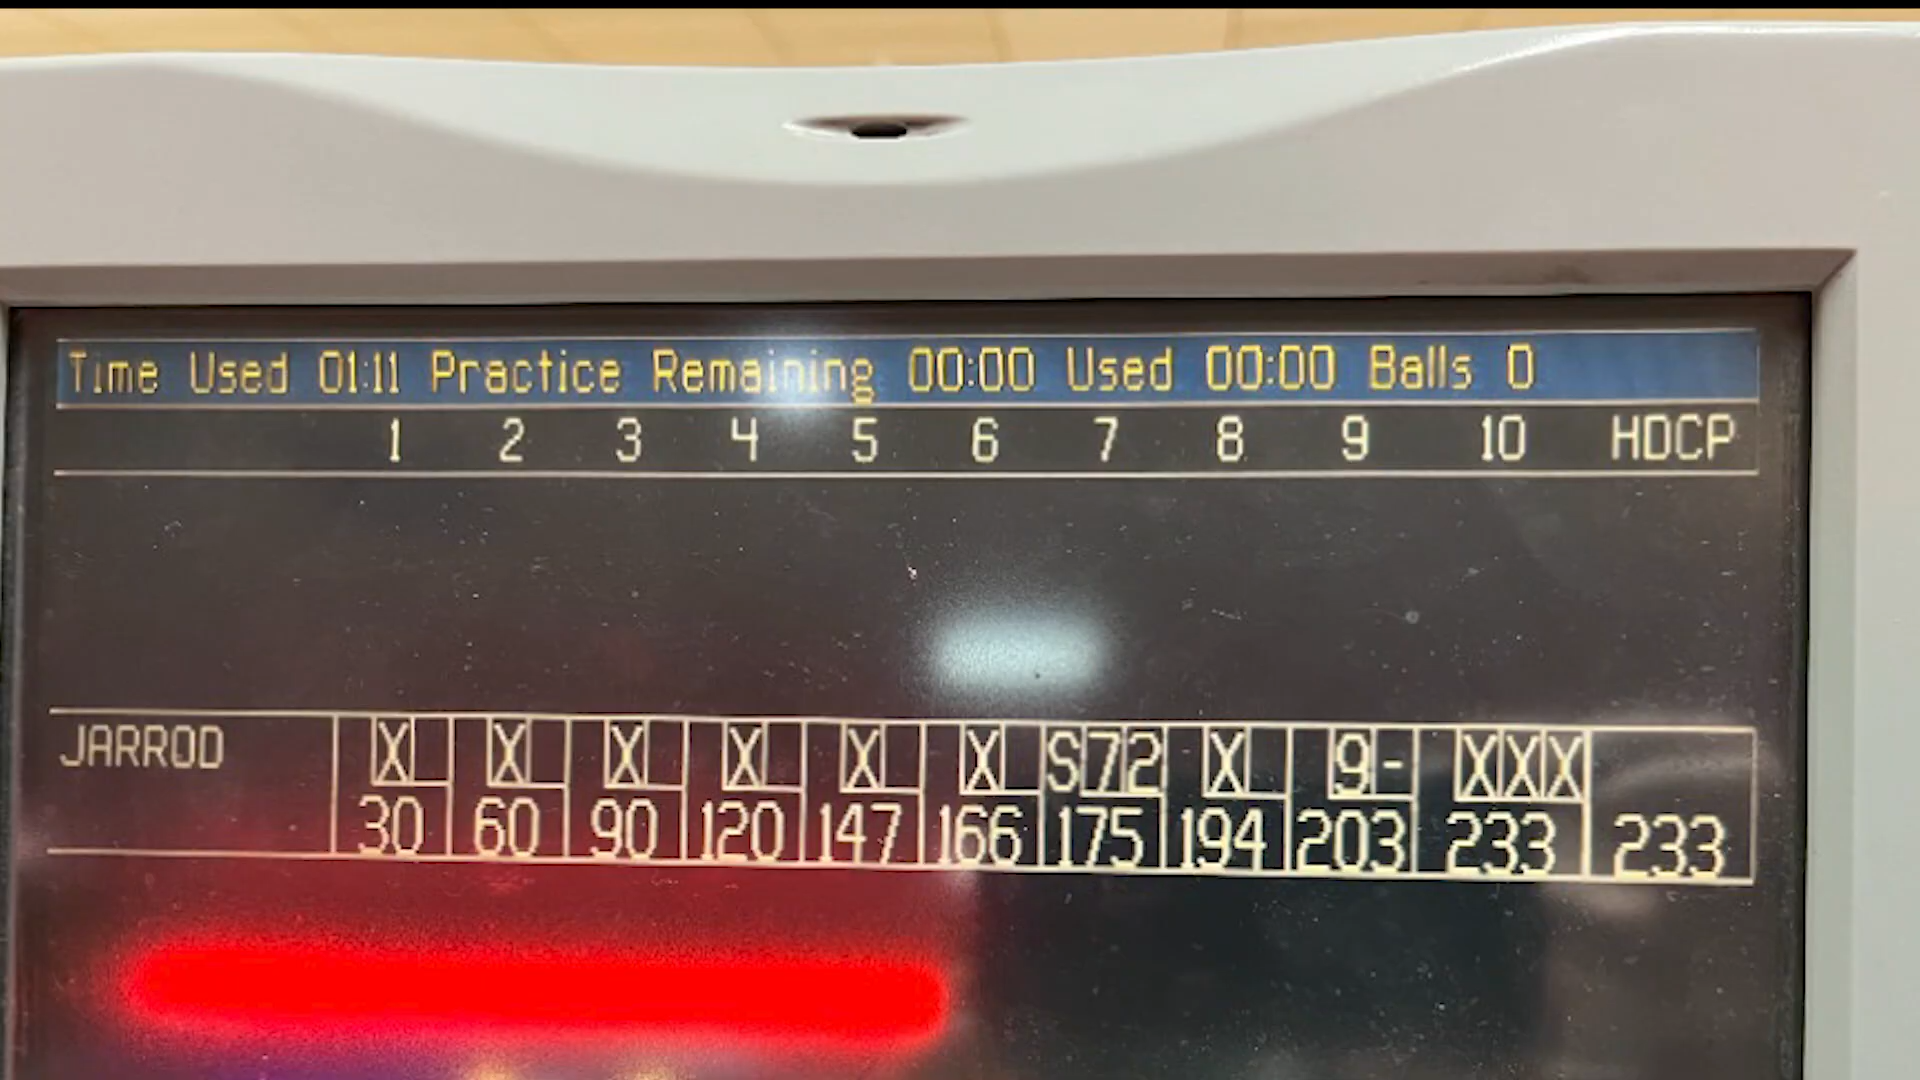 Time Used 01:11 Practice Remaining 00:00 Used 00:00 Balls 0
1 2 3 4 5 6 7 8 9 10 HDCP
JARROD X X X X X X S72 X 9- XXX
30 60 90 120 147 166 175 194 203 233 233